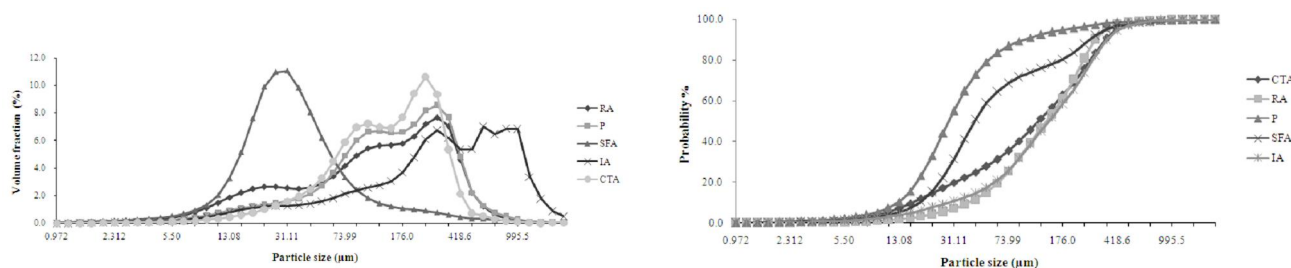 12.0
10.0
8.0
6.0
4.0
2.0
0.0
Volume fraction (%)
0.972 2.312 5.50 13.08 31.11 73.99 176.0 418.6 995.5
Particle size (µm)
RA
P
SFA
IA
CTA
100.0
80.0
60.0
40.0
20.0
0.0
Probability %
0.972 2.312 5.50 13.08 31.11 73.99 176.0 418.6 995.5
Particle size (µm)
CTA
RA
P
SFA
IA